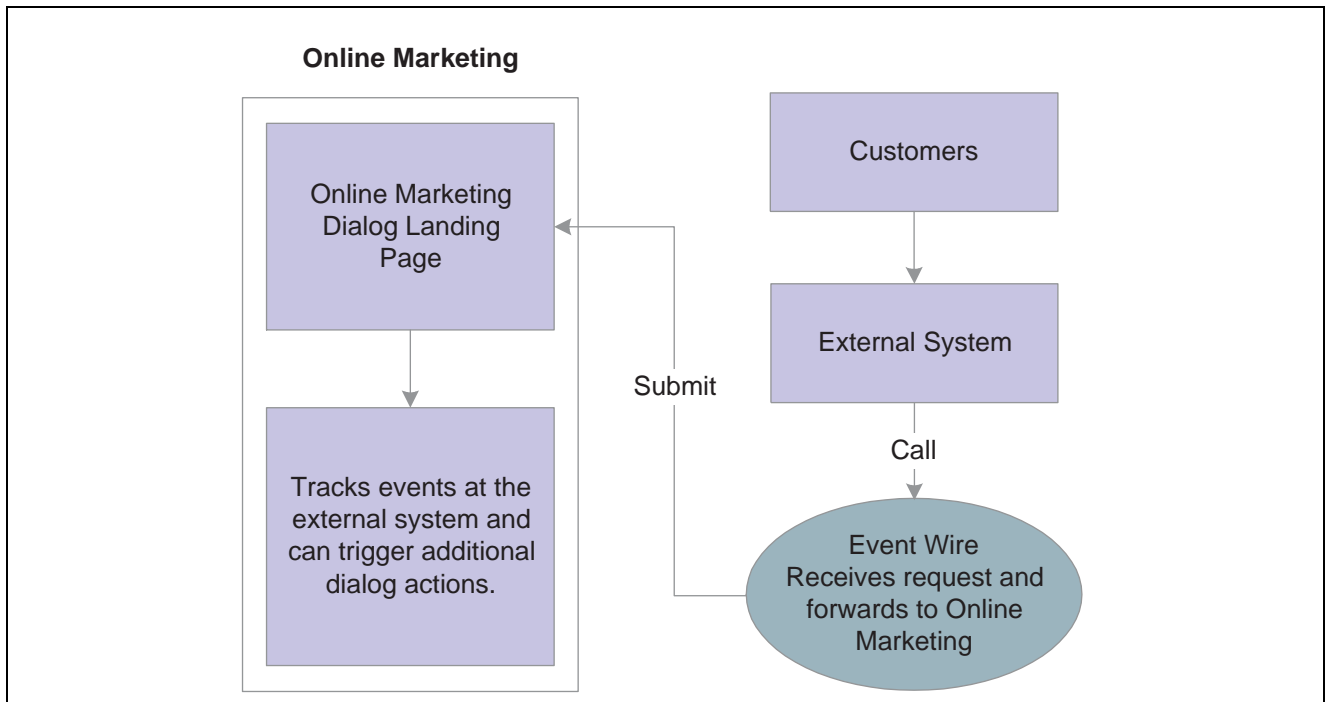 Online Marketing
Online Marketing
Dialog Landing
Page
Tracks events at the
external system and
can trigger additional
dialog actions.
Submit
Customers
External System
Call
Event Wire
Receives request and
forwards to Online
Marketing